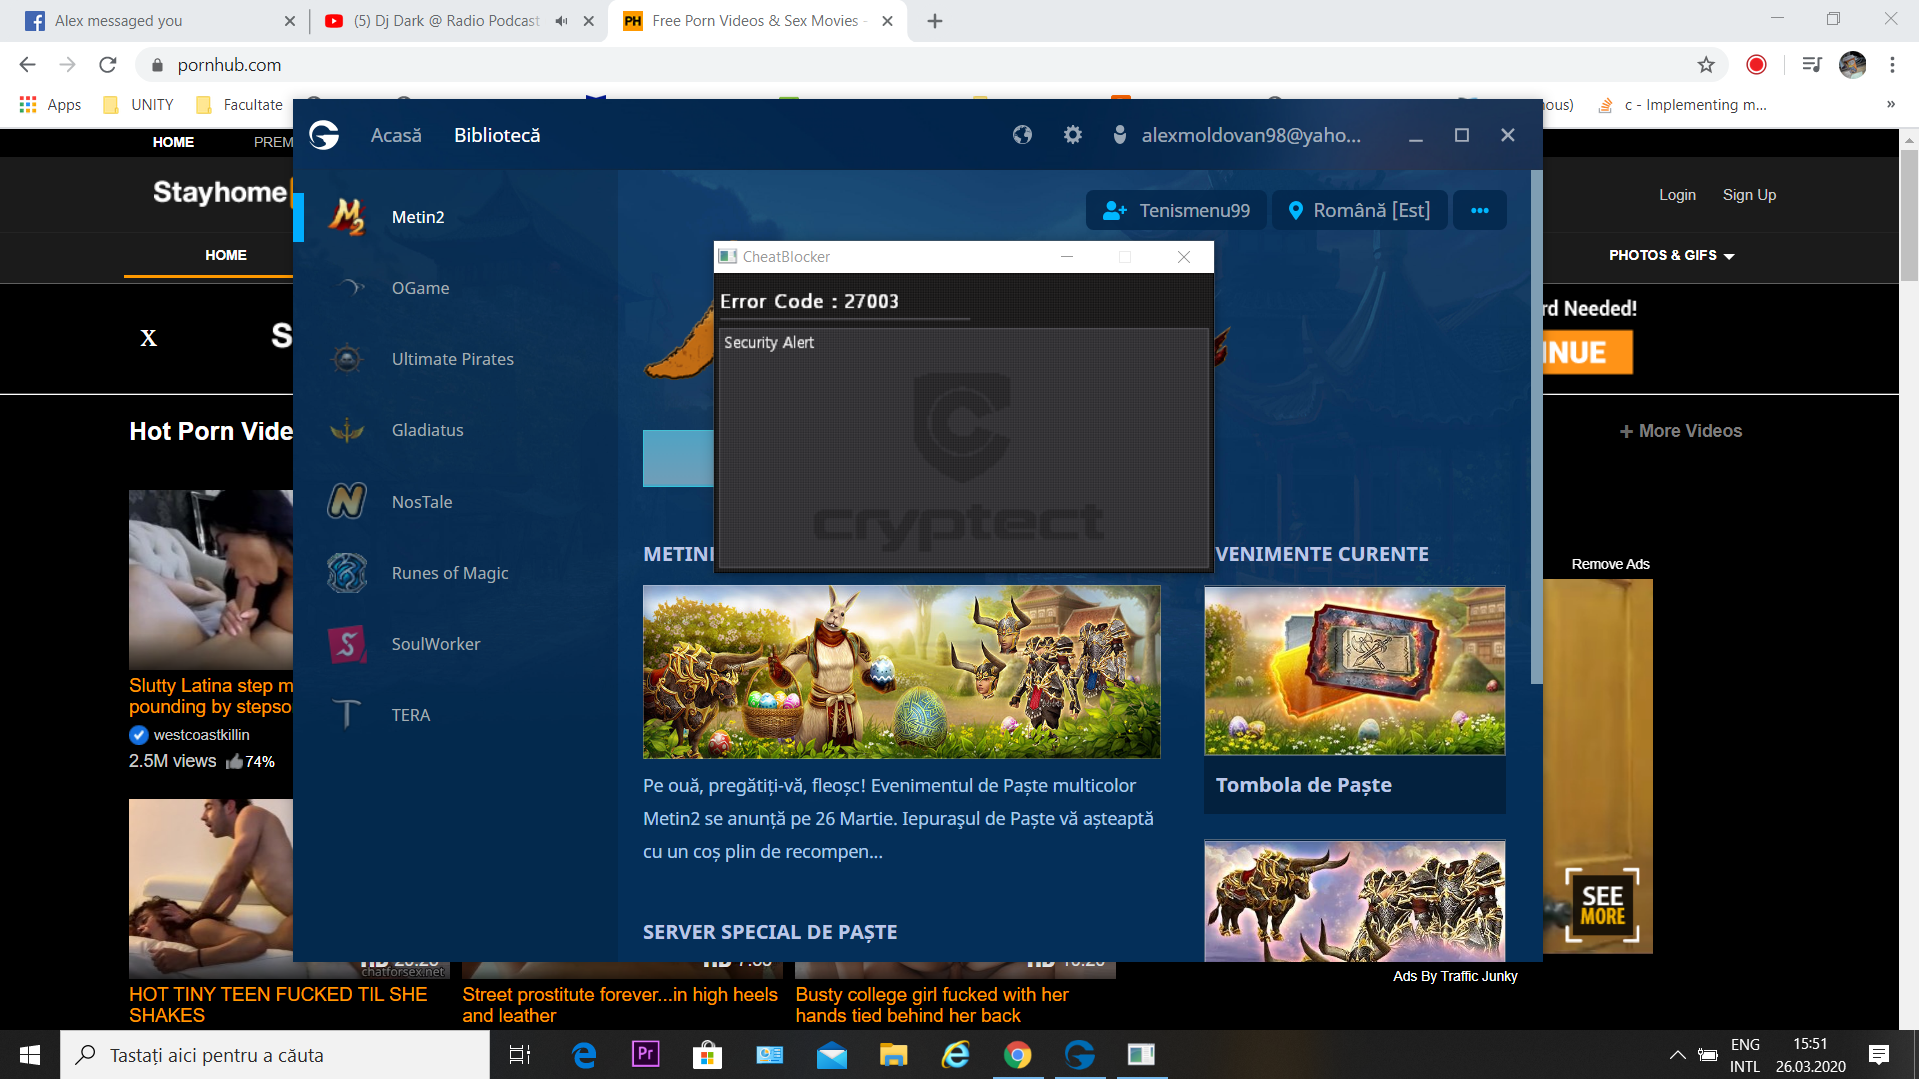 Alex messaged you
(5) Dj Dark @ Radio Podcast
PH Free Porn Videos & Sex Movies -
pornhub.com
Apps
UNITY
Facultate
c - Implementing m...
»
HOME
PREM
Stayhome
Login
Sign Up
HOME
PHOTOS & GIFS
x
S
rd Needed!
NUE
Hot Porn Vide
+ More Videos
Acasă
Bibliotecă
alexmoldovan98@yaho...
Metin2
OGame
Ultimate Pirates
Gladiatus
NosTale
Runes of Magic
SoulWorker
TERA
Tenismenu99
Română [Est]
CheatBlocker
Error Code : 27003
Security Alert
cryptect
METIN
VENIMENTE CURENTE
Pe ouă, pregătiți-vă, fleoșc! Evenimentul de Paște multicolor
Metin2 se anunță pe 26 Martie. Iepuraşul de Paște vă așteaptă
cu un coș plin de recompen...
Tombola de Paște
SERVER SPECIAL DE PAȘTE
Slutty Latina step m
pounding by stepso
westcoastkillin
2.5M views 74%
chatforsex.net
HOT TINY TEEN FUCKED TIL SHE
SHAKES
Street prostitute forever...in high heels
and leather
Busty college girl fucked with her
hands tied behind her back
Remove Ads
SEE
MORE
Ads By Traffic Junky
Tastați aici pentru a căuta
Pr
ENG
INTL
15:51
26.03.2020